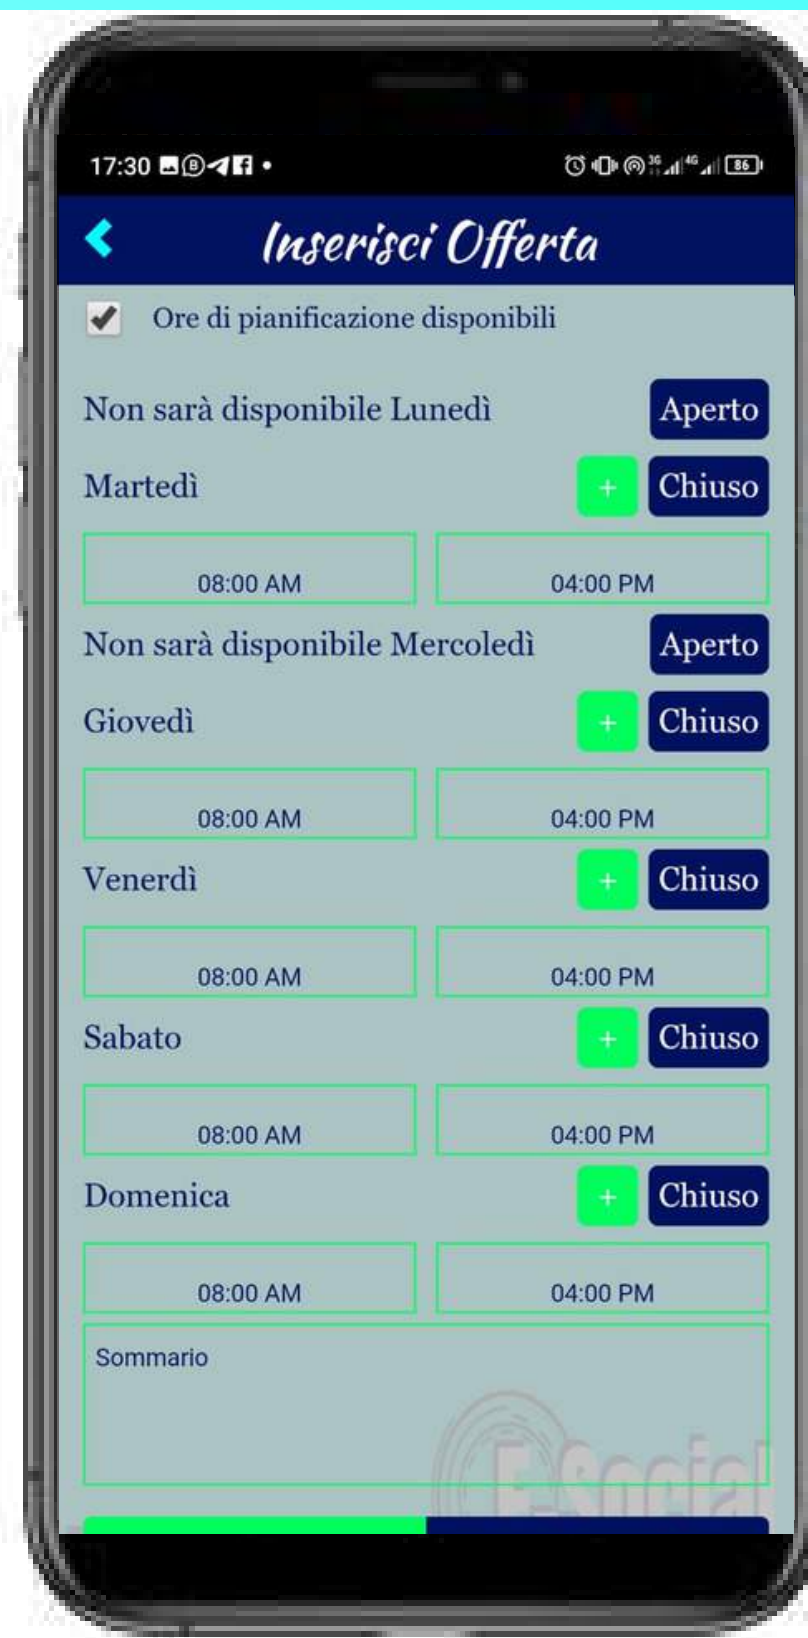 17:30
3G 4G 86
Inserisci Offerta
Ore di pianificazione disponibili
Non sarà disponibile Lunedì Aperto
Martedì + Chiuso
08:00 AM 04:00 PM
Non sarà disponibile Mercoledì Aperto
Giovedì + Chiuso
08:00 AM 04:00 PM
Venerdì + Chiuso
08:00 AM 04:00 PM
Sabato + Chiuso
08:00 AM 04:00 PM
Domenica + Chiuso
08:00 AM 04:00 PM
Sommario
E-Social